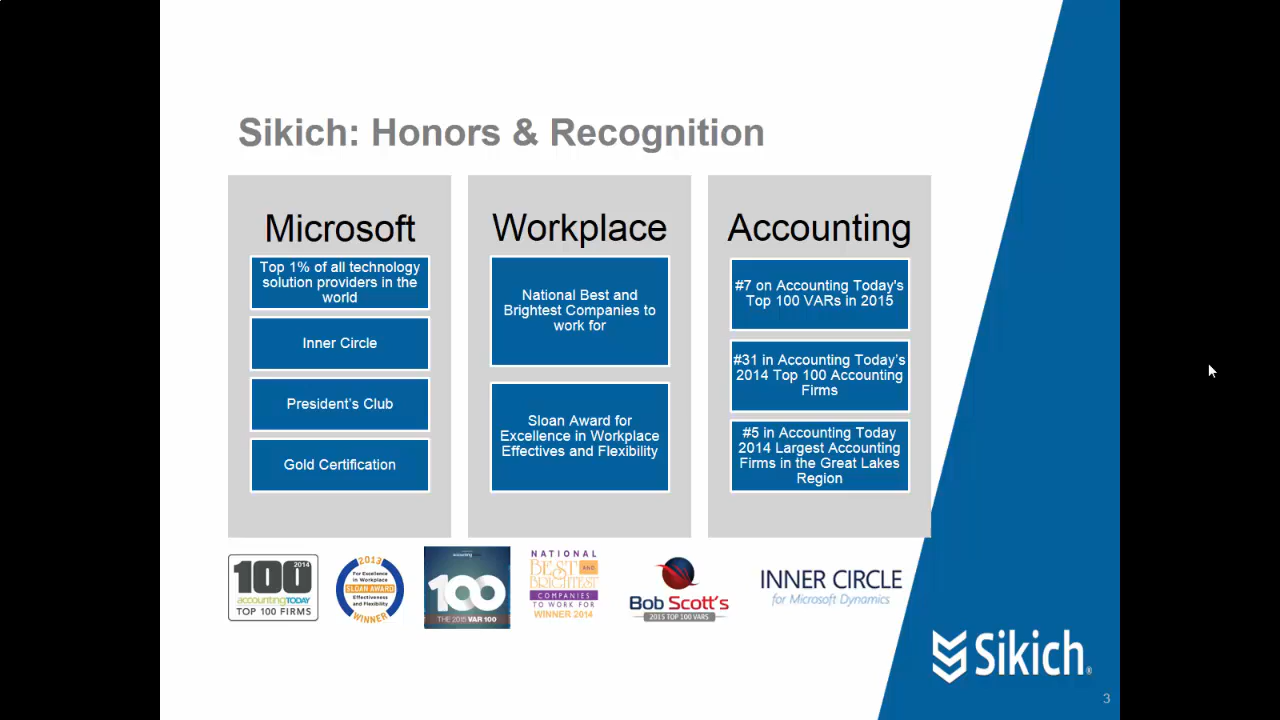 Sikich: Honors & Recognition
Microsoft
Top 1% of all technology
solution providers in the
world
Inner Circle
President's Club
Gold Certification
Workplace
National Best and
Brightest Companies to
work for
Sloan Award for
Excellence in Workplace
Effectives and Flexibility
Accounting
#7 on Accounting Today's
Top 100 VARs in 2015
#31 in Accounting Today's
2014 Top 100 Accounting
Firms
#5 in Accounting Today
2014 Largest Accounting
Firms in the Great Lakes
Region
2014
100
accountingTODAY
TOP 100 FIRMS
2013
For Excellence
in Workplace
SLOAN AWARD
Effectiveness
and Flexibility
WINNER
accounting
100
THE 2015 VAR 100
NATIONAL
BEST AND
BRIGHTEST
COMPANIES
TO WORK FOR
WINNER 2014
BOB SCOTT'S
2015 TOP 100 VARS
INNER CIRCLE
for Microsoft Dynamics
Sikich®
3